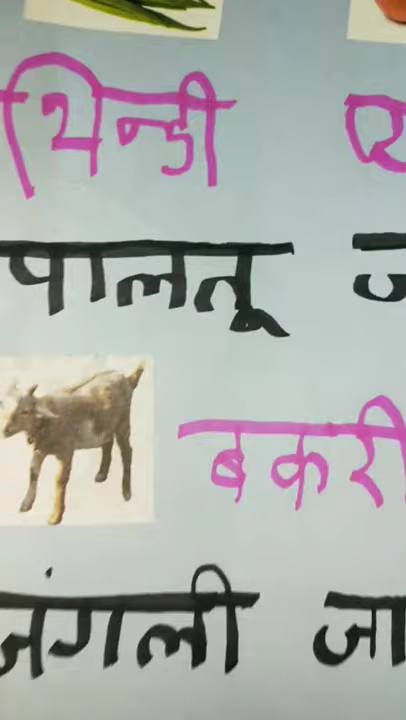 भिन्डी
पालतू
बकरी
जंगली जा